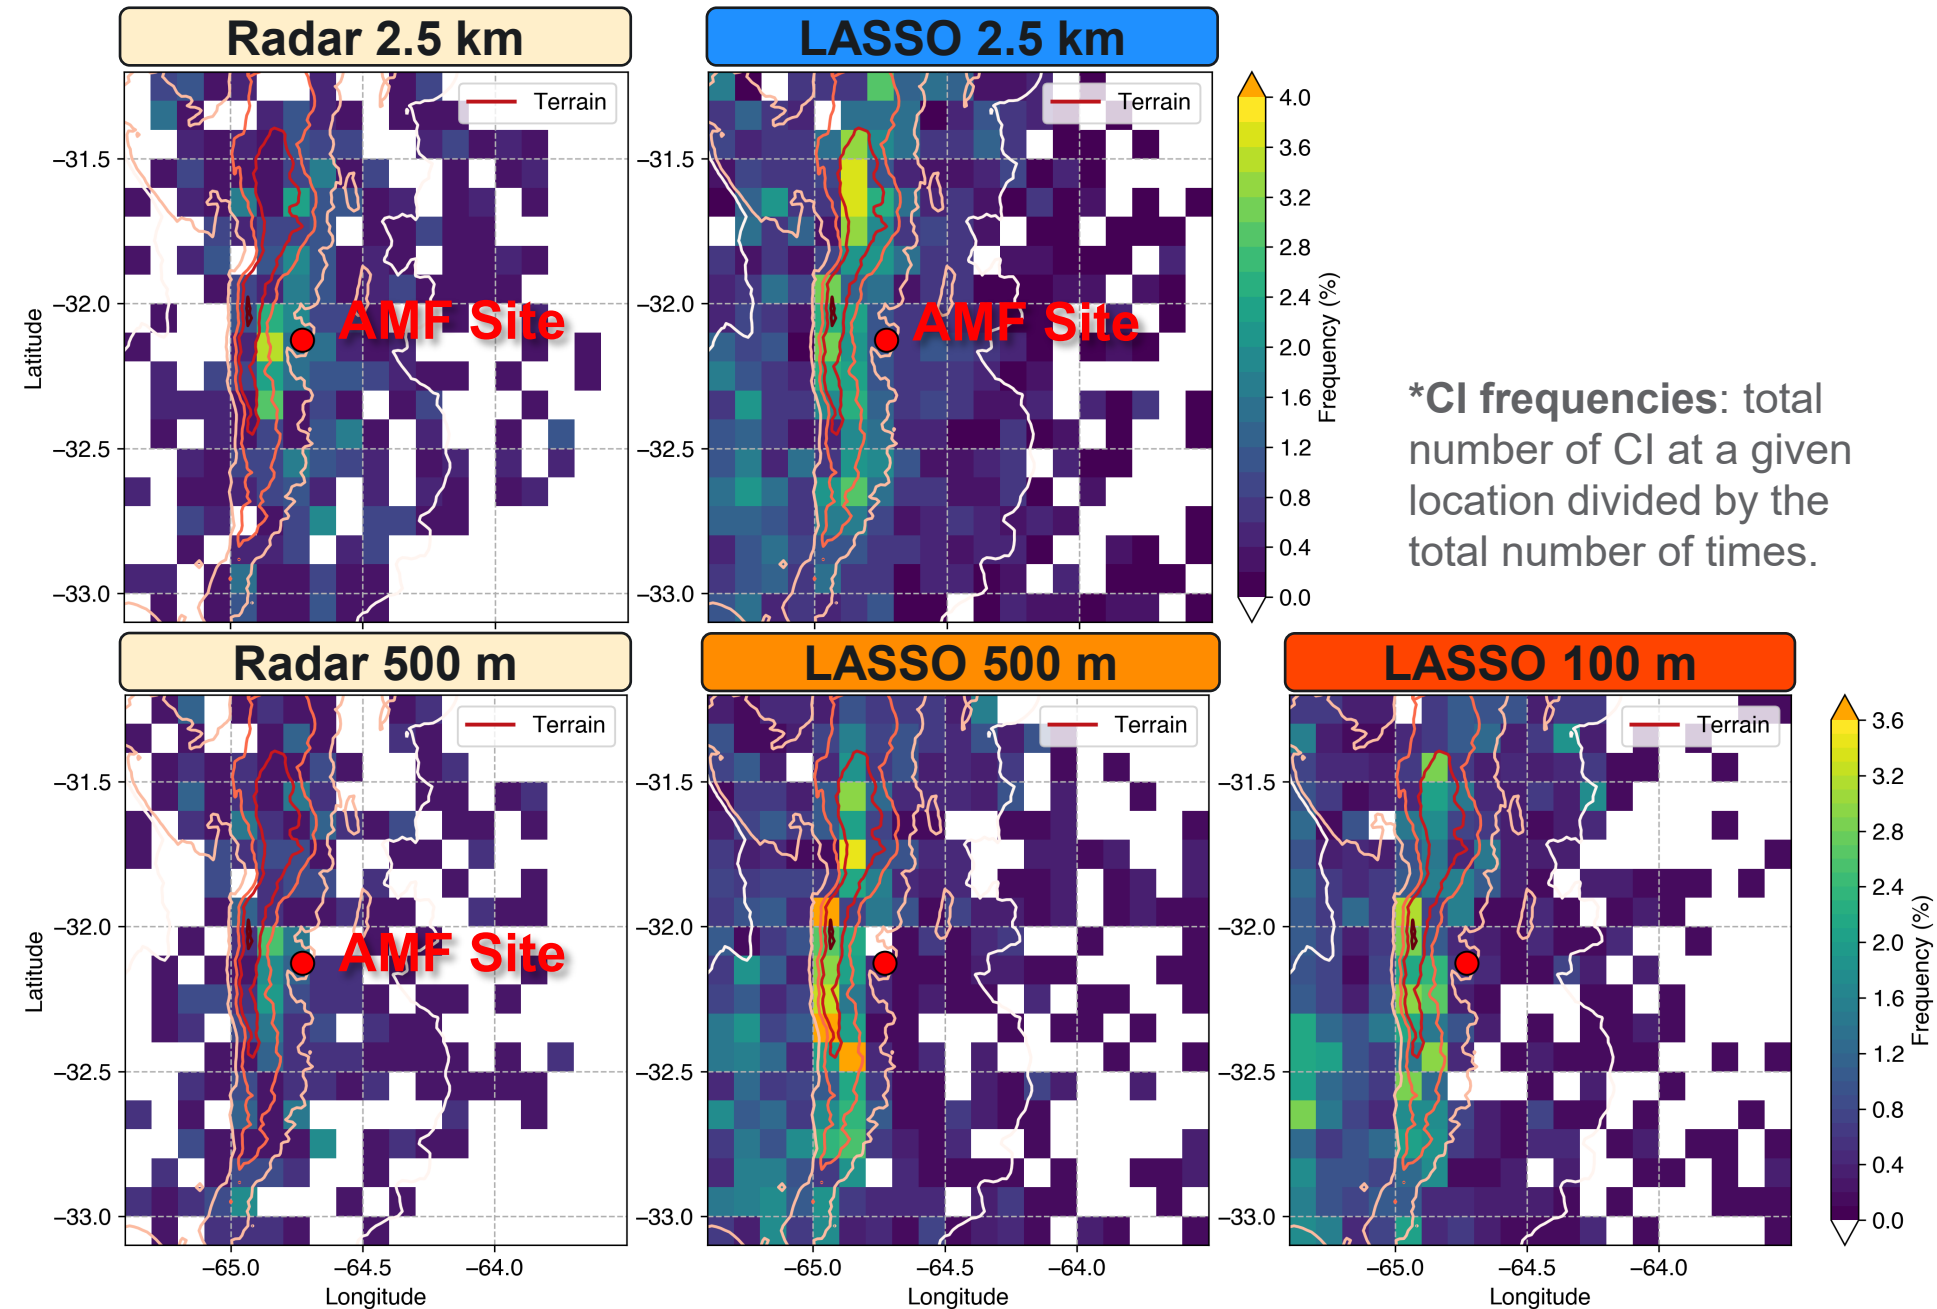 Radar 2.5 km
LASSO 2.5 km
Terrain
Terrain
AMF Site
AMF Site
−31.5
−32.0
−32.5
−33.0
Latitude
−31.5
−32.0
−32.5
−33.0
4.0
3.6
3.2
2.8
2.4
2.0
1.6
1.2
0.8
0.4
0.0
Frequency (%)
*CI frequencies: total
number of CI at a given
location divided by the
total number of times.
Radar 500 m
LASSO 500 m
LASSO 100 m
Terrain
Terrain
Terrain
AMF Site
−31.5
−32.0
−32.5
−33.0
Latitude
−65.0
−64.5
−64.0
Longitude
−31.5
−32.0
−32.5
−33.0
−65.0
−64.5
−64.0
Longitude
−31.5
−32.0
−32.5
−33.0
−65.0
−64.5
−64.0
Longitude
3.6
3.2
2.8
2.4
2.0
1.6
1.2
0.8
0.4
0.0
Frequency (%)